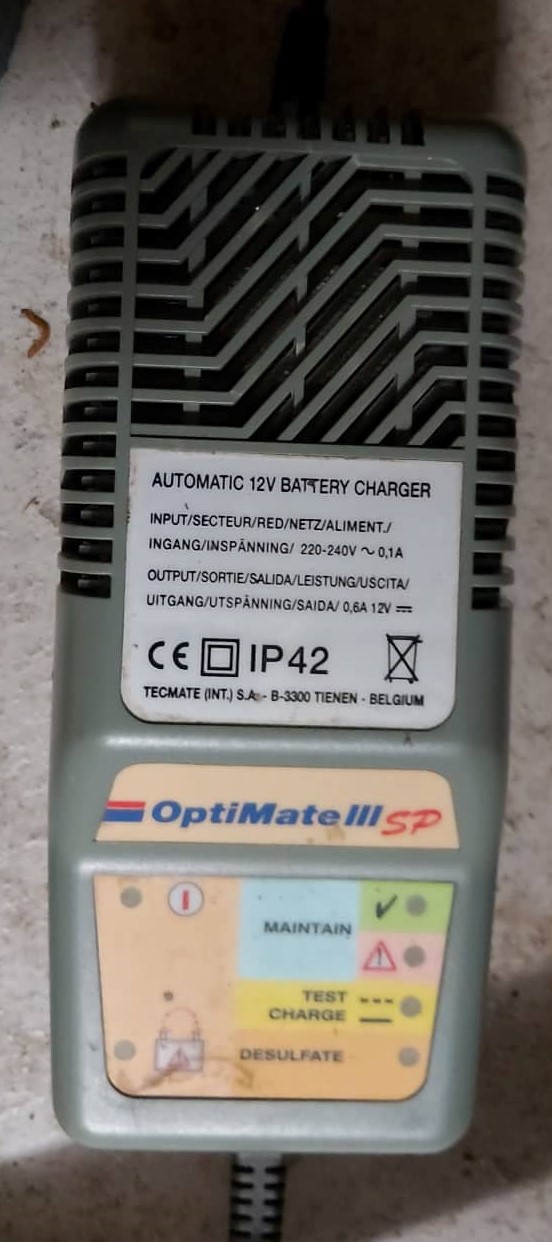 AUTOMATIC 12V BATTERY CHARGER
INPUT/SECTEUR/RED/NETZ/ALIMENT./
INGANG/INSPÄNNING/ 220-240V ~ 0,1A
OUTPUT/SORTIE/SALIDA/LEISTUNG/USCITA/
UITGANG/UTSPÄNNING/SAIDA/ 0,6A 12V ⎓
CE IP42
TECMATE (INT.) S.A. - B-3300 TIENEN - BELGIUM
OptiMate III SP
MAINTAIN
TEST
CHARGE
DESULFATE